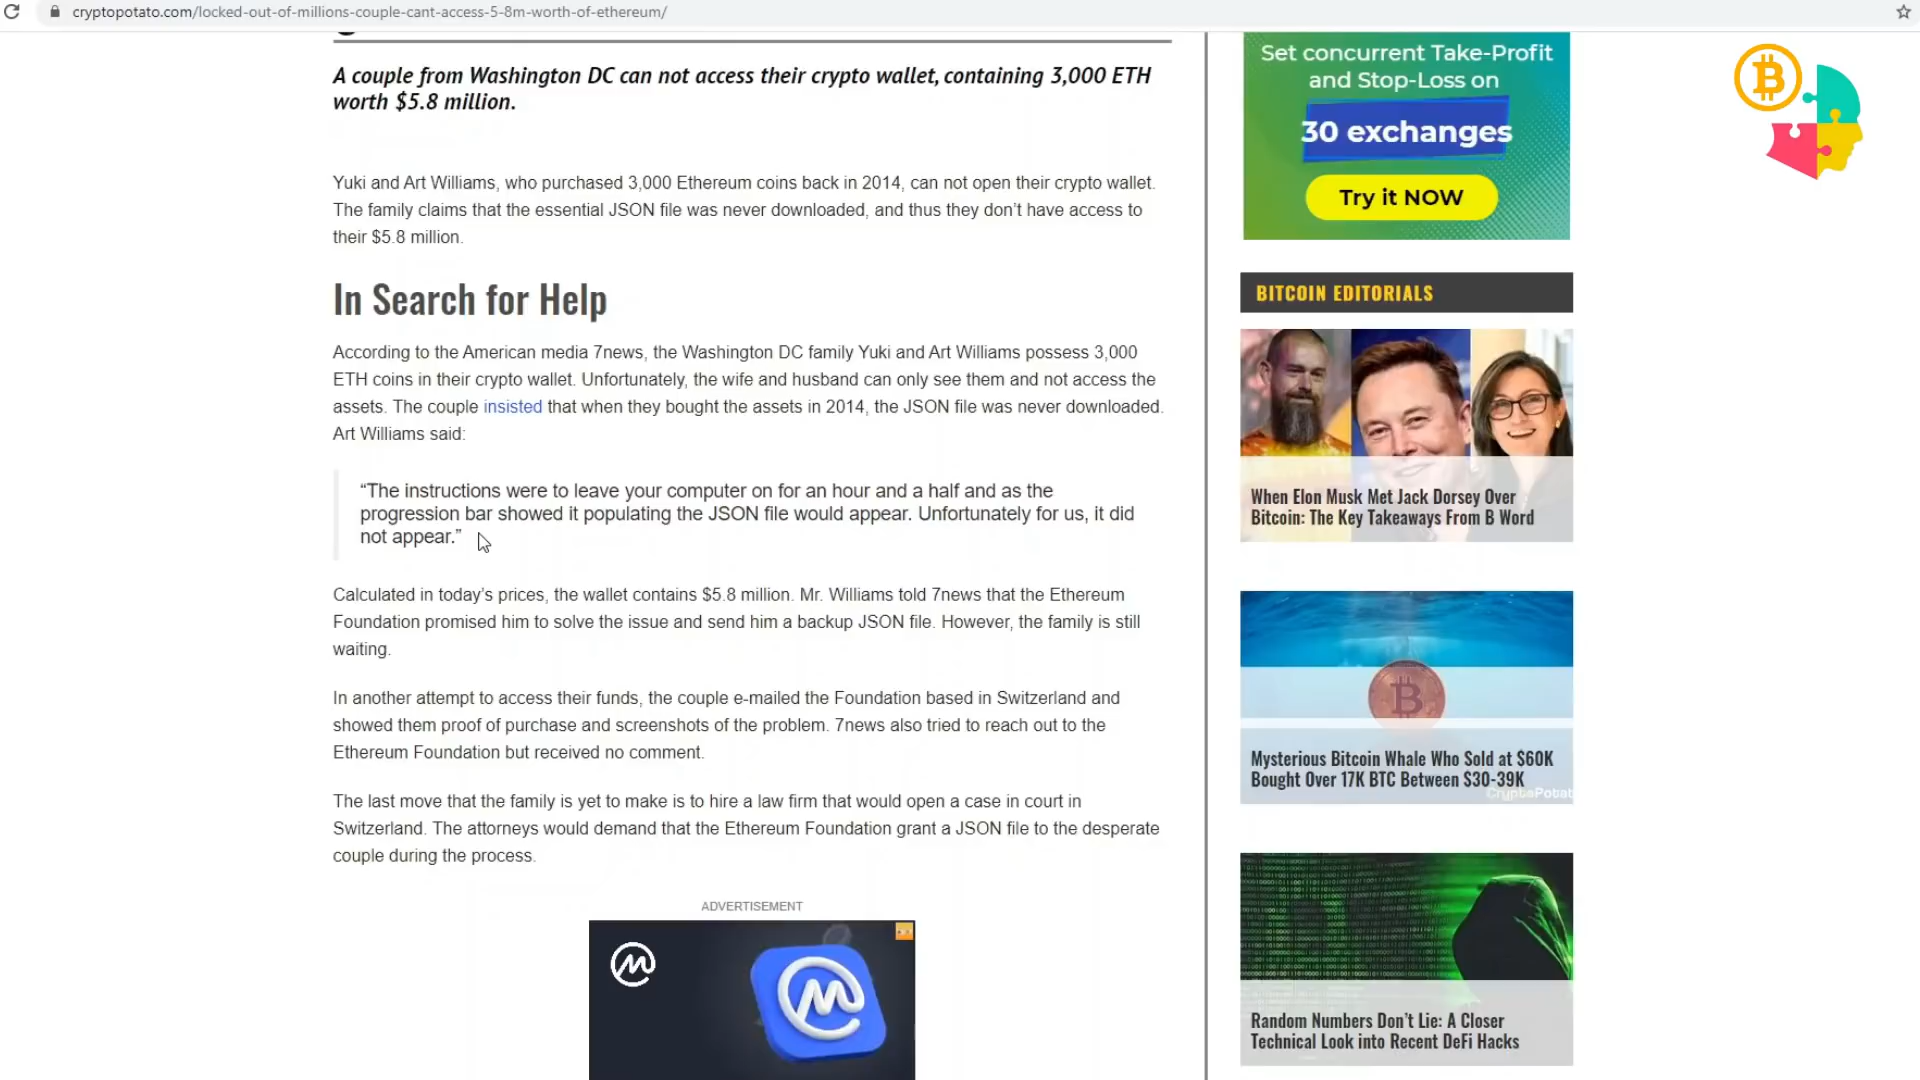 cryptopotato.com/locked-out-of-millions-couple-cant-access-5-8m-worth-of-ethereum/
A couple from Washington DC can not access their crypto wallet, containing 3,000 ETH
worth $5.8 million.
Yuki and Art Williams, who purchased 3,000 Ethereum coins back in 2014, can not open their crypto wallet.
The family claims that the essential JSON file was never downloaded, and thus they don’t have access to
their $5.8 million.
In Search for Help
According to the American media 7news, the Washington DC family Yuki and Art Williams possess 3,000
ETH coins in their crypto wallet. Unfortunately, the wife and husband can only see them and not access the
assets. The couple insisted that when they bought the assets in 2014, the JSON file was never downloaded.
Art Williams said:
“The instructions were to leave your computer on for an hour and a half and as the
progression bar showed it populating the JSON file would appear. Unfortunately for us, it did
not appear.”
Calculated in today’s prices, the wallet contains $5.8 million. Mr. Williams told 7news that the Ethereum
Foundation promised him to solve the issue and send him a backup JSON file. However, the family is still
waiting.
In another attempt to access their funds, the couple e-mailed the Foundation based in Switzerland and
showed them proof of purchase and screenshots of the problem. 7news also tried to reach out to the
Ethereum Foundation but received no comment.
The last move that the family is yet to make is to hire a law firm that would open a case in court in
Switzerland. The attorneys would demand that the Ethereum Foundation grant a JSON file to the desperate
couple during the process.
ADVERTISEMENT
Set concurrent Take-Profit
and Stop-Loss on
30 exchanges
Try it NOW
BITCOIN EDITORIALS
When Elon Musk Met Jack Dorsey Over
Bitcoin: The Key Takeaways From B Word
Mysterious Bitcoin Whale Who Sold at $60K
Bought Over 17K BTC Between $30-39K
CryptoPotato
Random Numbers Don’t Lie: A Closer
Technical Look into Recent DeFi Hacks